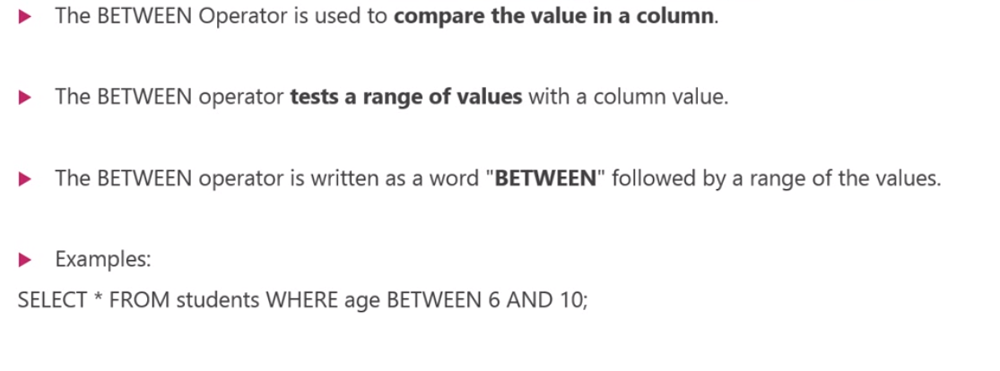 The BETWEEN Operator is used to compare the value in a column.
The BETWEEN operator tests a range of values with a column value.
The BETWEEN operator is written as a word "BETWEEN" followed by a range of the values.
Examples:
SELECT * FROM students WHERE age BETWEEN 6 AND 10;